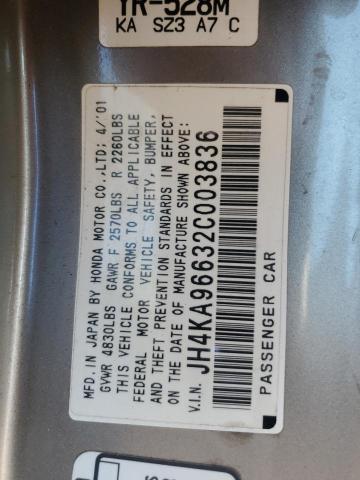 YR-528M
KA SZ3 A7 C
MFD. IN JAPAN BY HONDA MOTOR CO., LTD; 4/'01
GVWR 4830LBS GAWR F 2570LBS R 2260LBS
THIS VEHICLE CONFORMS TO ALL APPLICABLE
FEDERAL MOTOR VEHICLE SAFETY, BUMPER,
AND THEFT PREVENTION STANDARDS IN EFFECT
ON THE DATE OF MANUFACTURE SHOWN ABOVE:
V.I.N. JH4KA96632C003836
PASSENGER CAR